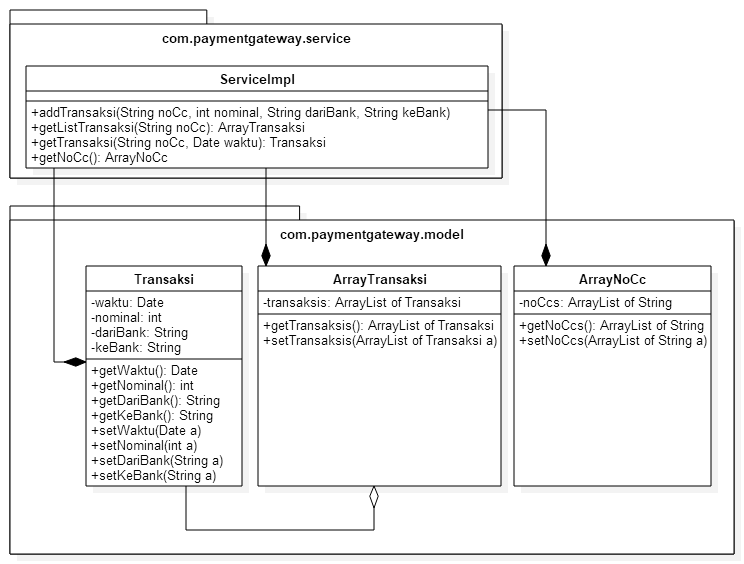 com.paymentgateway.service
ServiceImpl
+addTransaksi(String noCc, int nominal, String dariBank, String keBank)
+getListTransaksi(String noCc): ArrayTransaksi
+getTransaksi(String noCc, Date waktu): Transaksi
+getNoCc(): ArrayNoCc
com.paymentgateway.model
Transaksi
-waktu: Date
-nominal: int
-dariBank: String
-keBank: String
+getWaktu(): Date
+getNominal(): int
+getDariBank(): String
+getKeBank(): String
+setWaktu(Date a)
+setNominal(int a)
+setDariBank(String a)
+setKeBank(String a)
ArrayTransaksi
-transaksis: ArrayList of Transaksi
+getTransaksis(): ArrayList of Transaksi
+setTransaksis(ArrayList of Transaksi a)
ArrayNoCc
-noCcs: ArrayList of String
+getNoCcs(): ArrayList of String
+setNoCcs(ArrayList of String a)